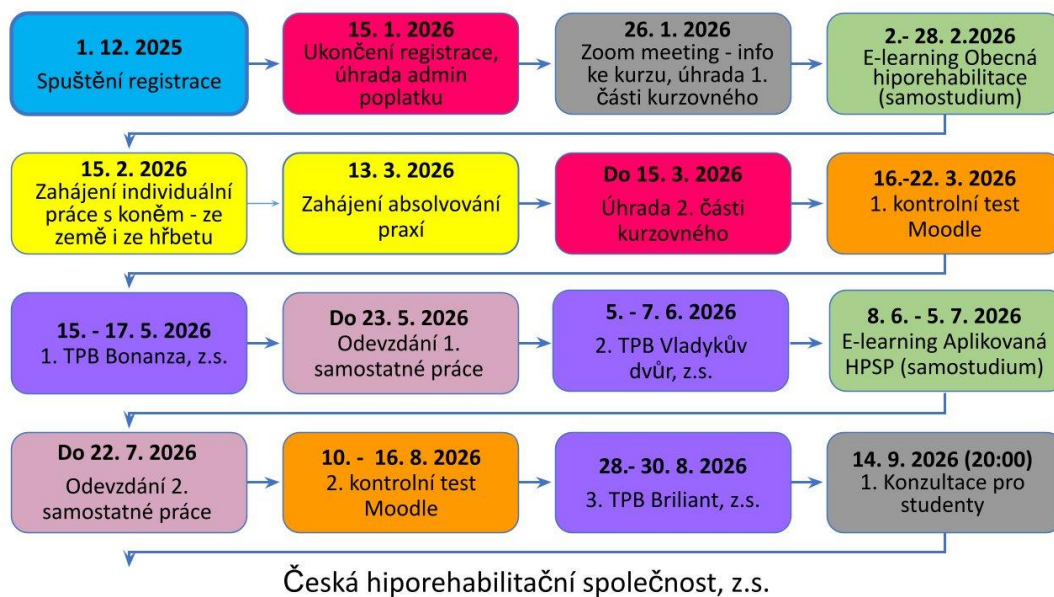 1. 12. 2025
Spuštění registrace
15. 1. 2026
Ukončení registrace,
úhrada admin
poplatku
26. 1. 2026
Zoom meeting - info
ke kurzu, úhrada 1.
části kurzovného
2.- 28. 2.2026
E-learning Obecná
hiporehabilitace
(samostudium)
15. 2. 2026
Zahájení individuální
práce s koněm - ze
země i ze hřbetu
13. 3. 2026
Zahájení absolvování
praxí
Do 15. 3. 2026
Úhrada 2. části
kurzovného
16.-22. 3. 2026
1. kontrolní test
Moodle
15. - 17. 5. 2026
1. TPB Bonanza, z.s.
Do 23. 5. 2026
Odevzdání 1.
samostatné práce
5. - 7. 6. 2026
2. TPB Vladykův
dvůr, z.s.
8. 6. - 5. 7. 2026
E-learning Aplikovaná
HPSP (samostudium)
Do 22. 7. 2026
Odevzdání 2.
samostatné práce
10. - 16. 8. 2026
2. kontrolní test
Moodle
28.- 30. 8. 2026
3. TPB Briliant, z.s.
14. 9. 2026 (20:00)
1. Konzultace pro
studenty
Česká hiporehabilitační společnost, z.s.